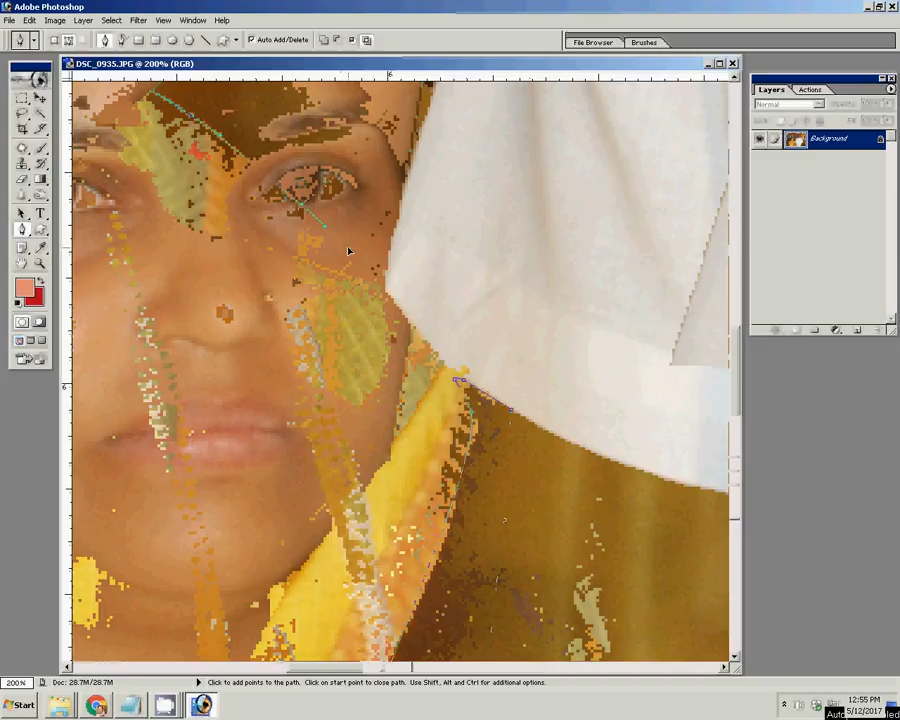 Adobe Photoshop
File Edit Image Layer Select Filter View Window Help
Auto Add/Delete
File Browser Brushes
DSC_0935.JPG @ 200% (RGB)
6
6
Layers Actions
Normal
Background
T
200% Doc: 28.7M/28.7M Click to add points to the path. Click on start point to close path. Use Shift, Alt and Ctrl for additional options.
Start
12:55 PM
5/12/2017